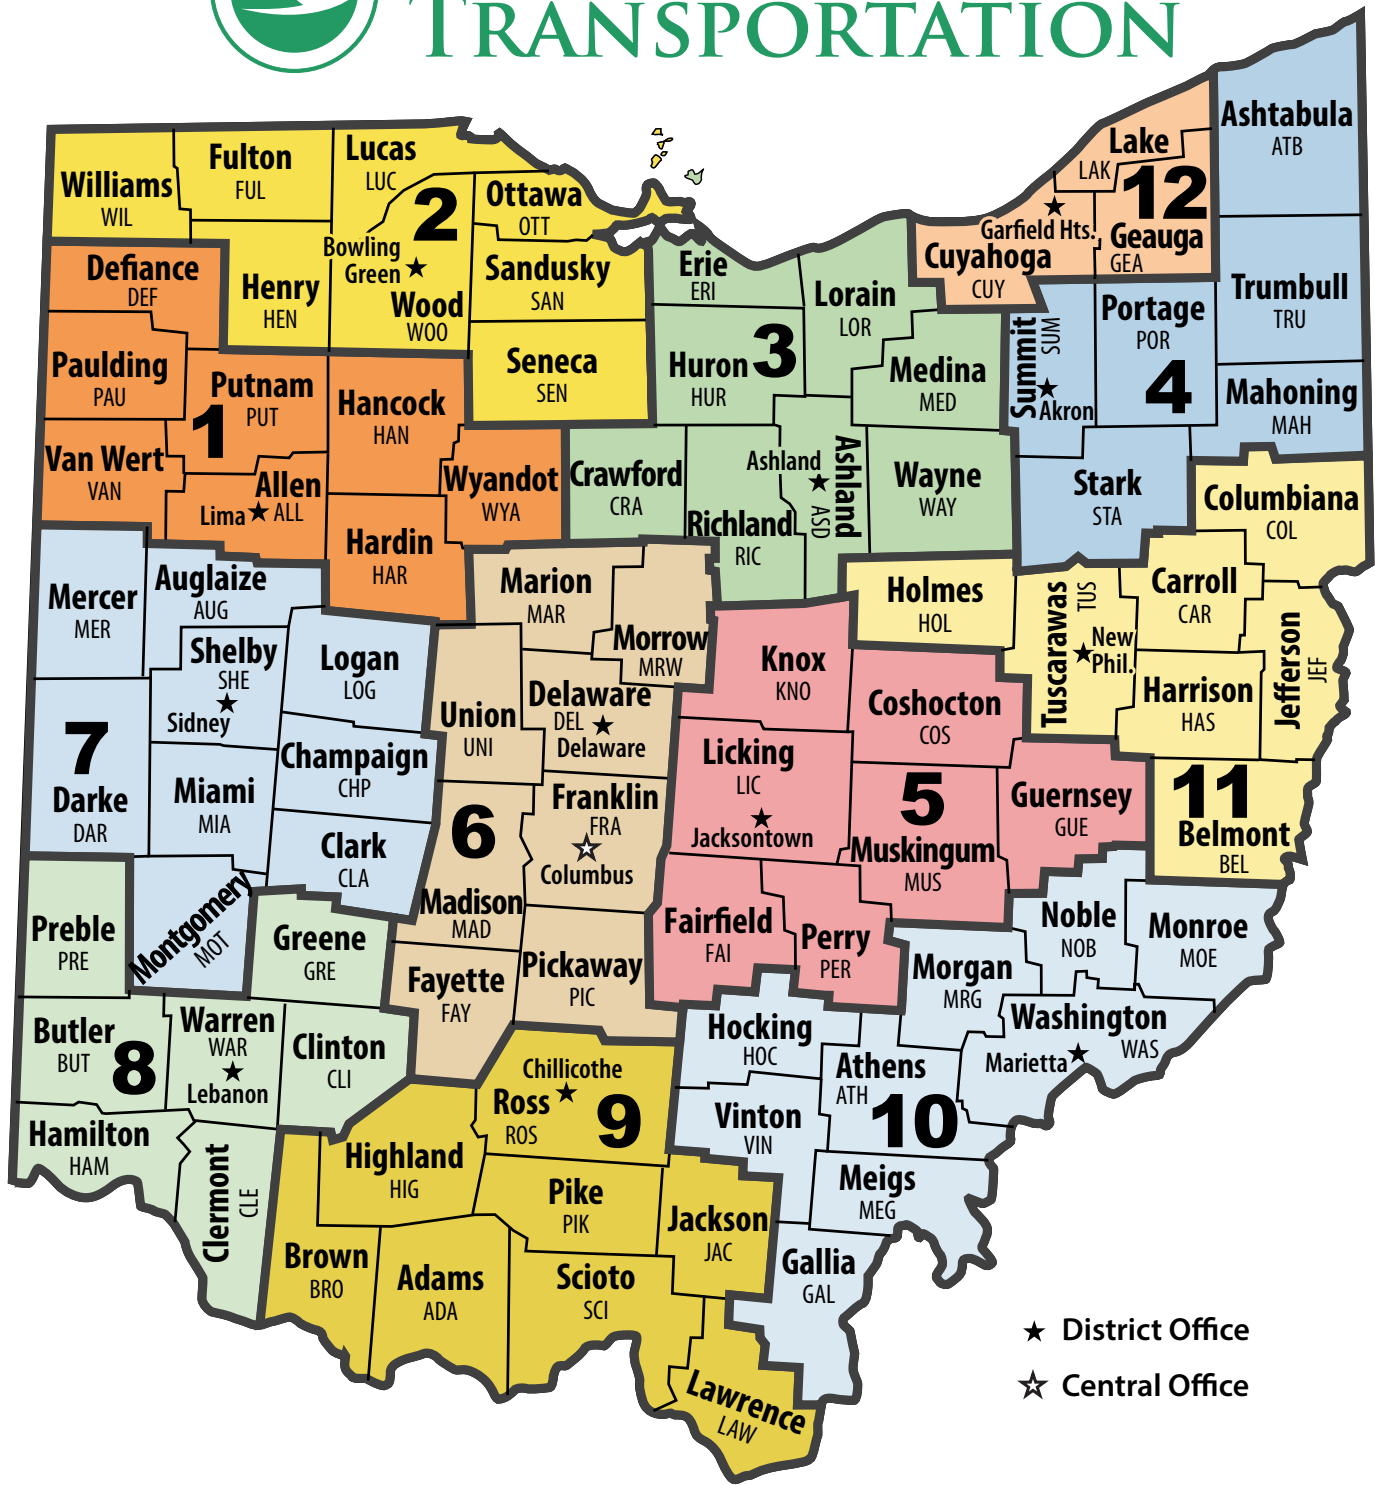 TRANSPORTATION
Williams
WIL
Fulton
FUL
Lucas
LUC
2
Ottawa
OTT
Bowling
Green
Henry
HEN
Wood
WOO
Sandusky
SAN
Seneca
SEN
Defiance
DEF
Paulding
PAU
Putnam
PUT
1
Hancock
HAN
Van Wert
VAN
Allen
ALL
Lima
Wyandot
WYA
Hardin
HAR
Erie
ERI
Lorain
LOR
Huron
HUR
3
Medina
MED
Crawford
CRA
Richland
RIC
Ashland
Ashland
ASD
Wayne
WAY
Lake
LAK
12
Garfield Hts.
Geauga
GEA
Cuyahoga
CUY
Ashtabula
ATB
Trumbull
TRU
Summit
SUM
Akron
Portage
POR
4
Mahoning
MAH
Stark
STA
Columbiana
COL
Mercer
MER
Auglaize
AUG
Shelby
SHE
Sidney
Logan
LOG
7
Darke
DAR
Miami
MIA
Champaign
CHP
Clark
CLA
Montgomery
MOT
Marion
MAR
Morrow
MRW
Union
UNI
Delaware
DEL
Delaware
6
Franklin
FRA
Columbus
Madison
MAD
Fayette
FAY
Pickaway
PIC
Knox
KNO
Coshocton
COS
Licking
LIC
Jacksontown
5
Muskingum
MUS
Guernsey
GUE
Fairfield
FAI
Perry
PER
Holmes
HOL
Tuscarawas
TUS
New
Phil.
Carroll
CAR
Harrison
HAS
Jefferson
JEF
11
Belmont
BEL
Preble
PRE
Greene
GRE
Butler
BUT
8
Warren
WAR
Lebanon
Clinton
CLI
Hamilton
HAM
Clermont
CLE
Noble
NOB
Monroe
MOE
Morgan
MRG
Washington
WAS
Marietta
Hocking
HOC
Athens
ATH
10
Vinton
VIN
Meigs
MEG
Gallia
GAL
Chillicothe
Ross
ROS
9
Highland
HIG
Pike
PIK
Jackson
JAC
Brown
BRO
Adams
ADA
Scioto
SCI
Lawrence
LAW
District Office
Central Office